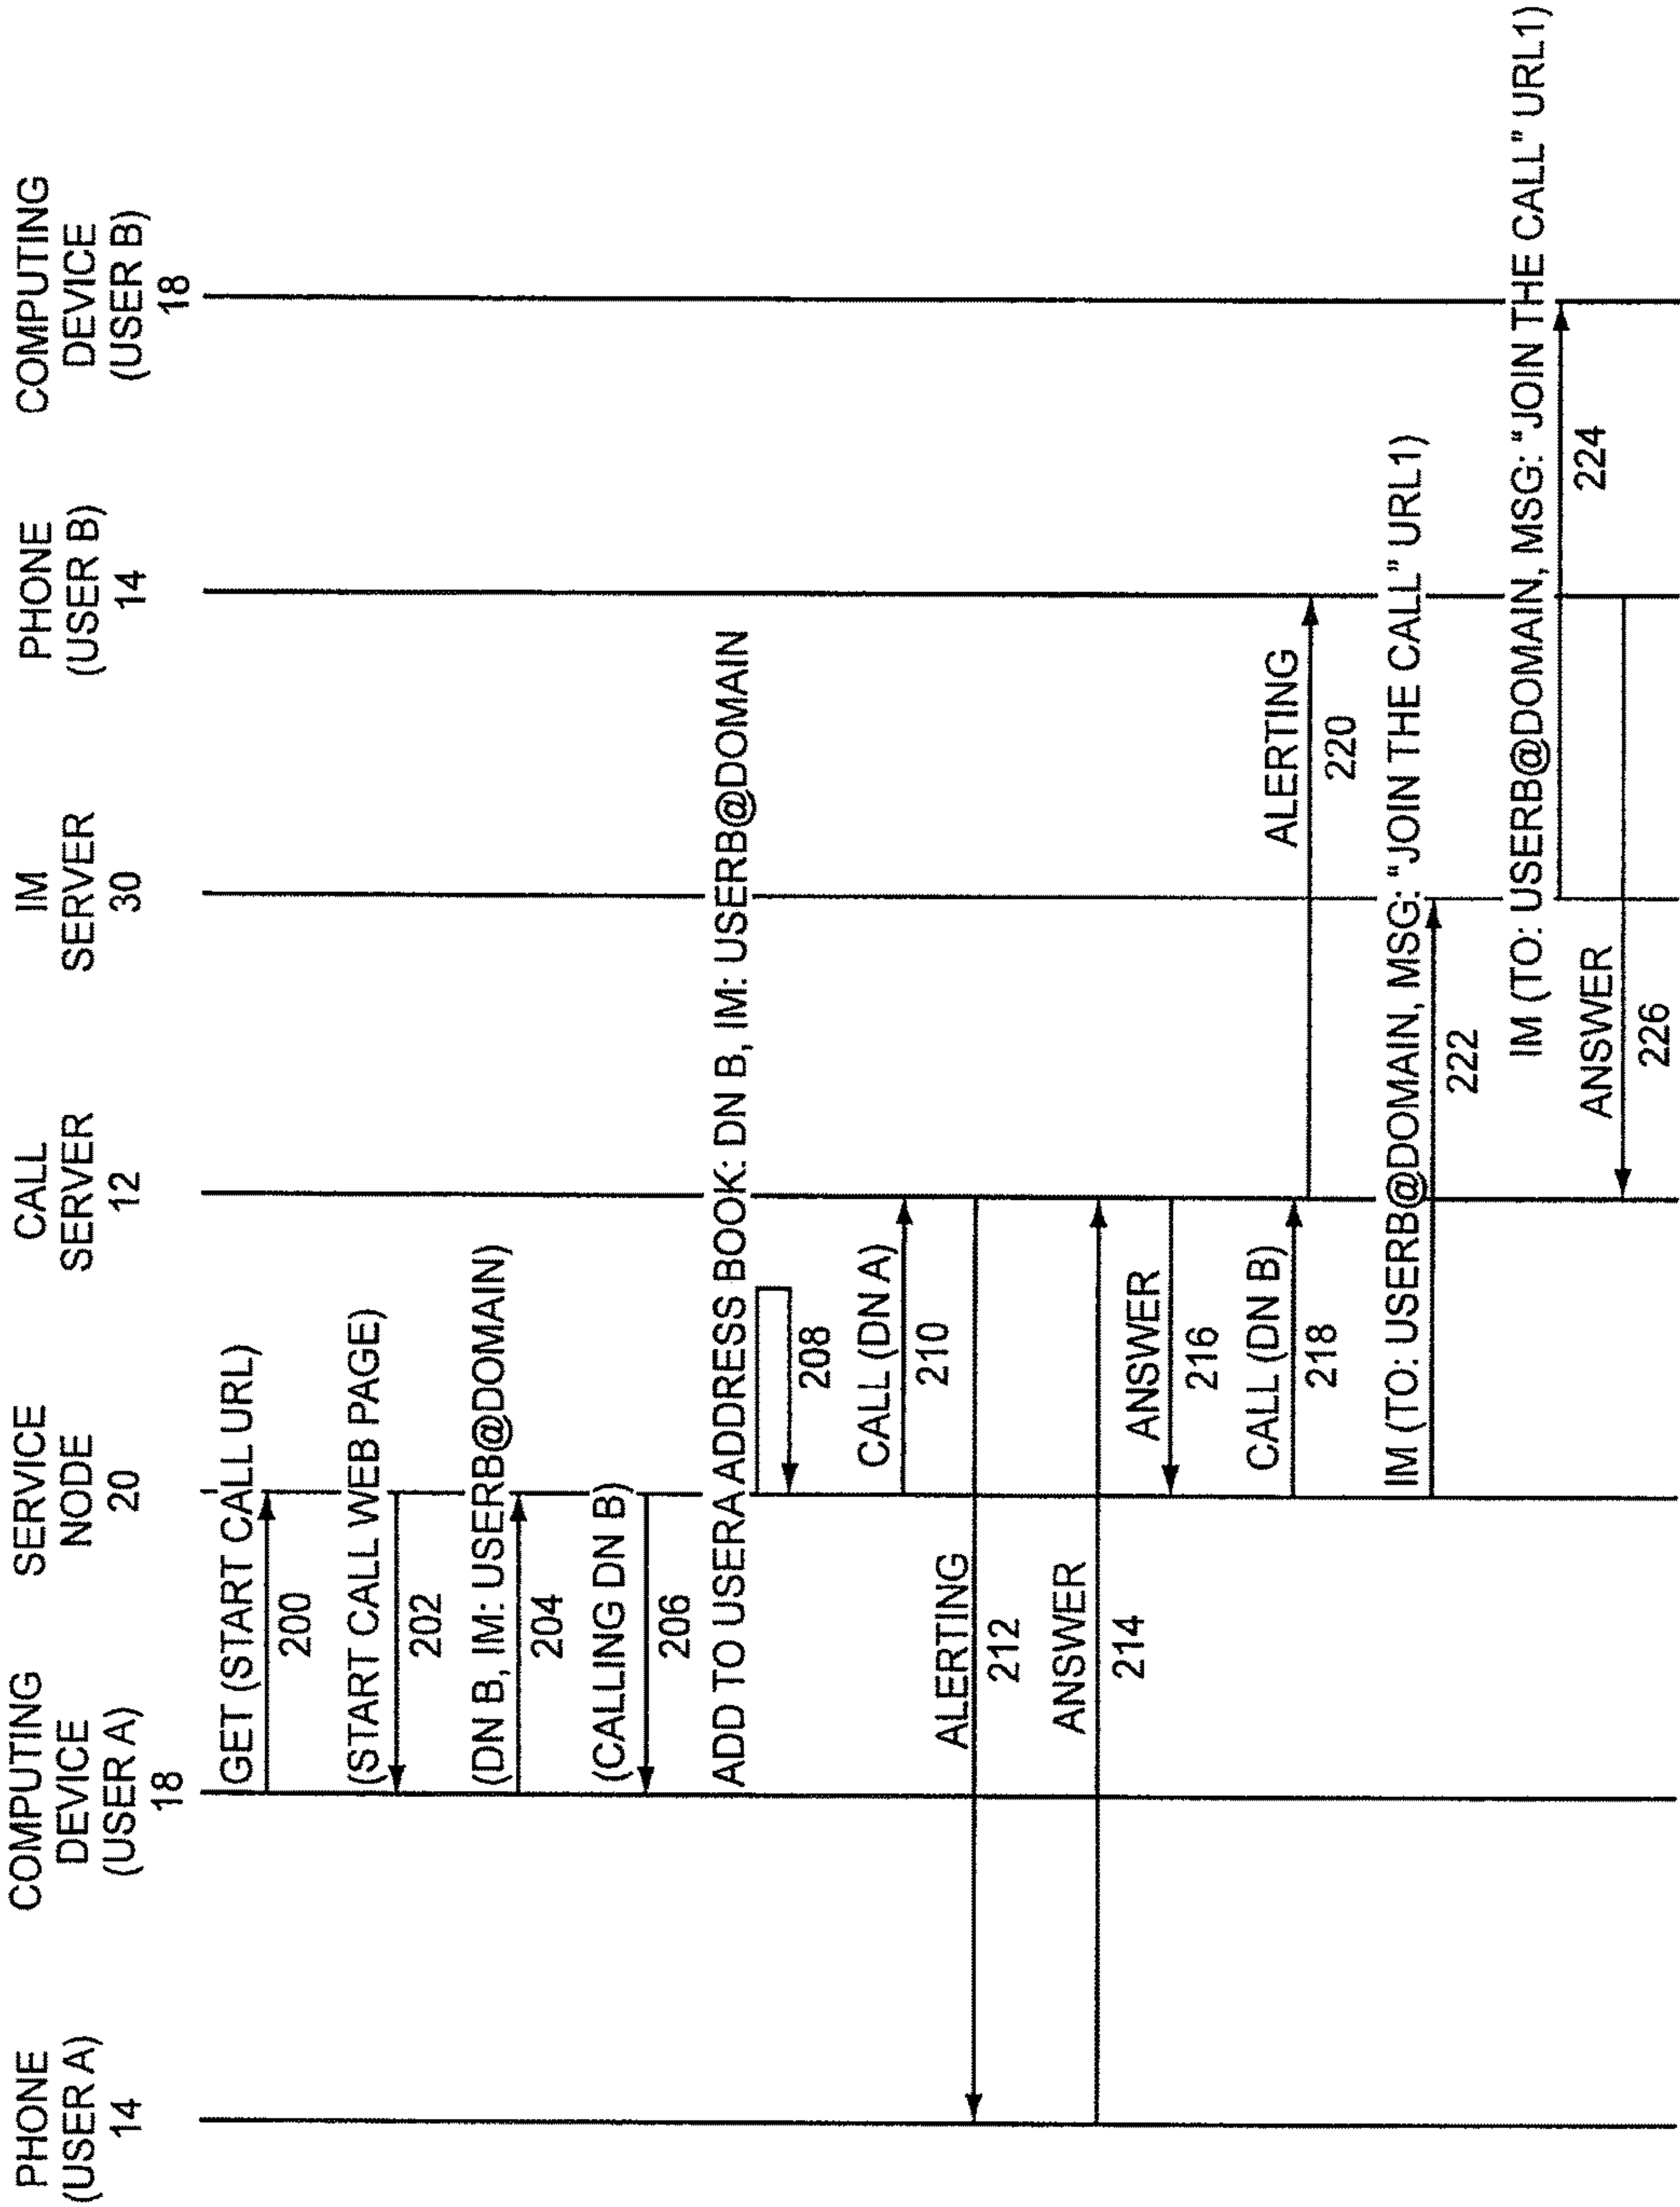 PHONE
(USER A)
14
COMPUTING
DEVICE
(USER A)
18
SERVICE
NODE
20
CALL
SERVER
12
IM
SERVER
30
PHONE
(USER B)
14
COMPUTING
DEVICE
(USER B)
18
GET (START CALL URL)
200
(START CALL WEB PAGE)
202
(DN B, IM: USERB@DOMAIN)
204
(CALLING DN B)
206
ADD TO USERA ADDRESS BOOK: DN B, IM: USERB@DOMAIN
208
CALL (DN A)
210
ALERTING
212
ANSWER
214
ANSWER
216
CALL (DN B)
218
ALERTING
220
IM (TO: USERB@DOMAIN, MSG: "JOIN THE CALL" URL1)
222
IM (TO: USERB@DOMAIN, MSG: "JOIN THE CALL" URL1)
224
ANSWER
226